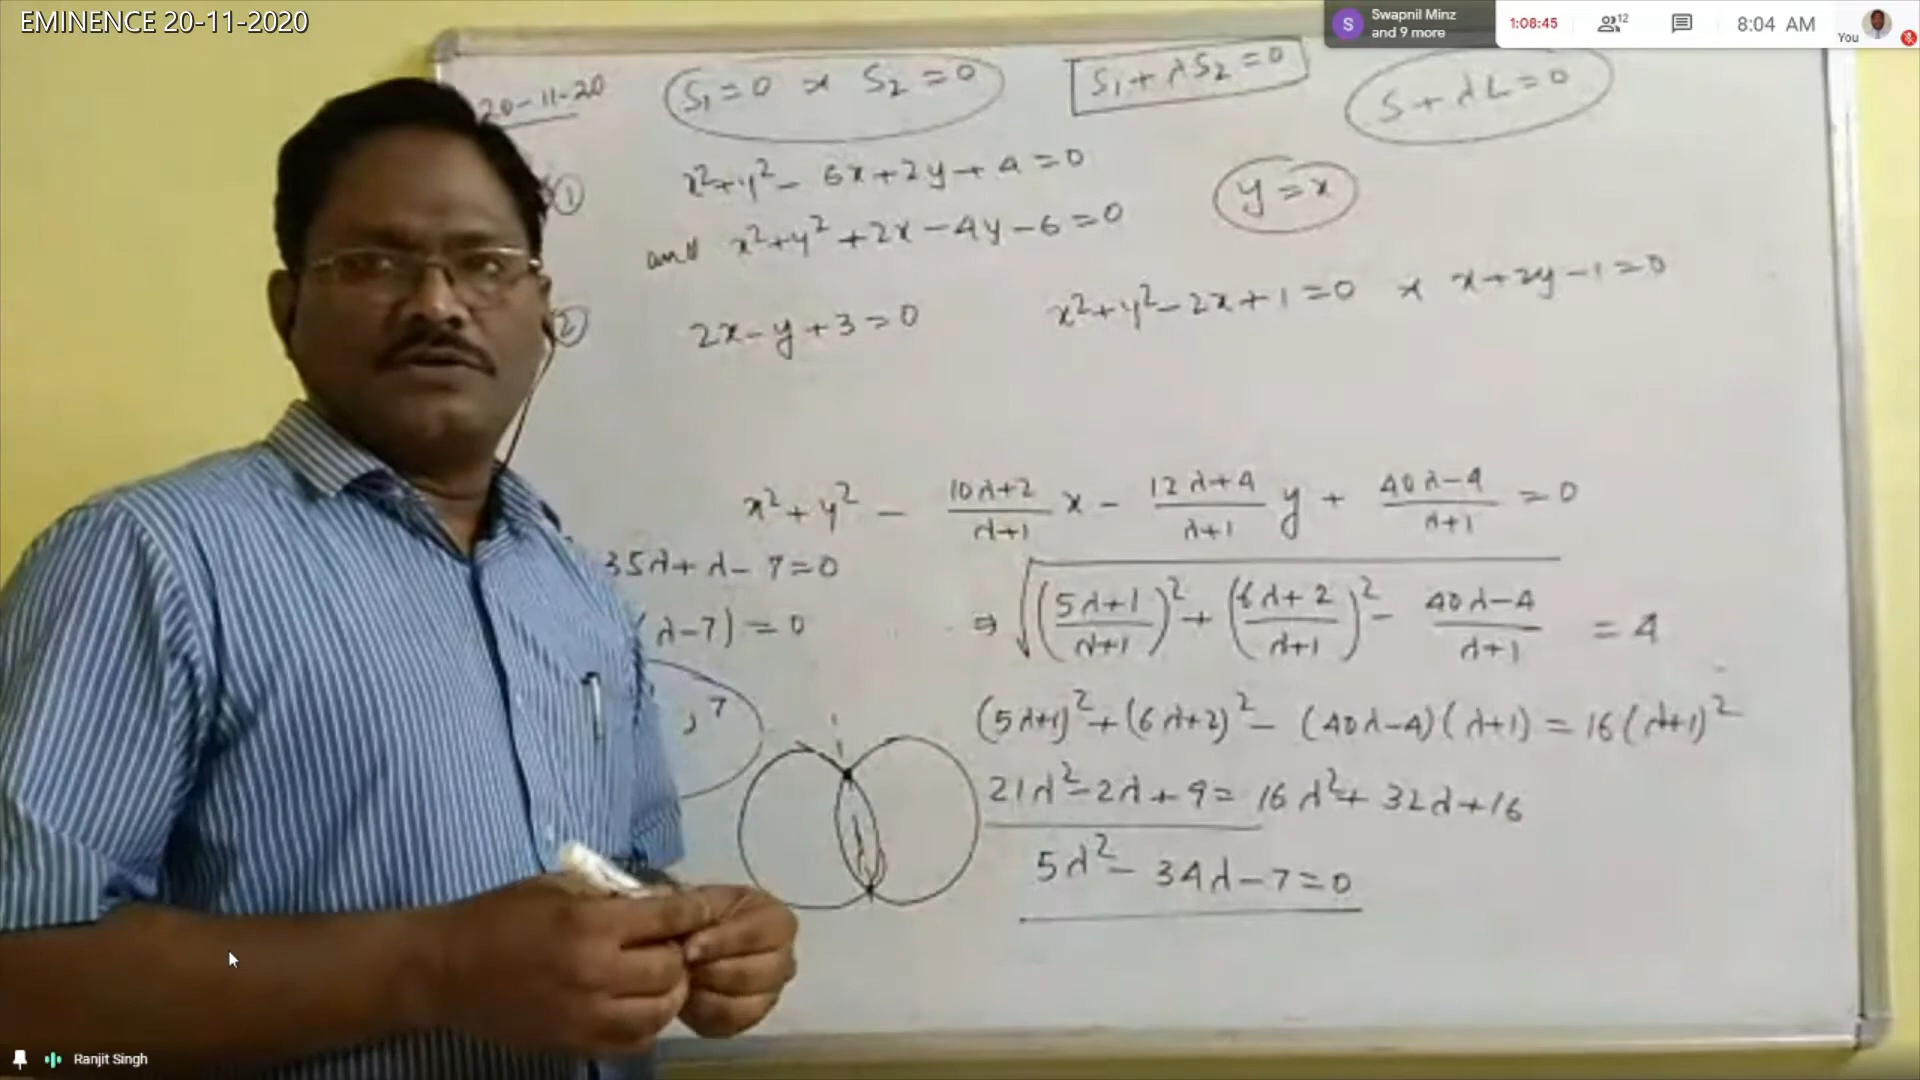 EMINENCE 20-11-2020
S
Swapnil Minz
and 9 more
1:08:45
12
8:04 AM
You
20-11-20
S₁=0 & S₂=0
S₁+λS₂=0
S+λL=0
① x²+y²-6x+2y+4=0
and x²+y²+2x-4y-6=0
y=x
② 2x-y+3=0
x²+y²-2x+1=0 & x+2y-1=0
x²+y² - (10λ+2)/(λ+1) x - (12λ+4)/(λ+1) y + (40λ-4)/(λ+1) = 0
35λ+λ-7=0
(λ-7)=0
, 7
⇒ √(((5λ+1)/(λ+1))² + ((6λ+2)/(λ+1))² - (40λ-4)/(λ+1)) = 4
(5λ+1)²+(6λ+2)²-(40λ-4)(λ+1)=16(λ+1)²
21λ²-2λ+9=16λ²+32λ+16
5λ²-34λ-7=0
Ranjit Singh